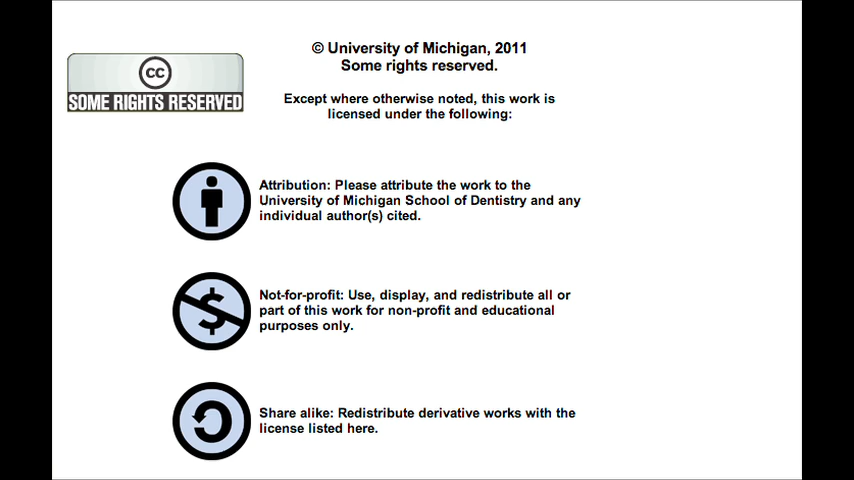 © University of Michigan, 2011
Some rights reserved.
cc
SOME RIGHTS RESERVED
Except where otherwise noted, this work is
licensed under the following:
Attribution: Please attribute the work to the
University of Michigan School of Dentistry and any
individual author(s) cited.
$
Not-for-profit: Use, display, and redistribute all or
part of this work for non-profit and educational
purposes only.
Share alike: Redistribute derivative works with the
license listed here.